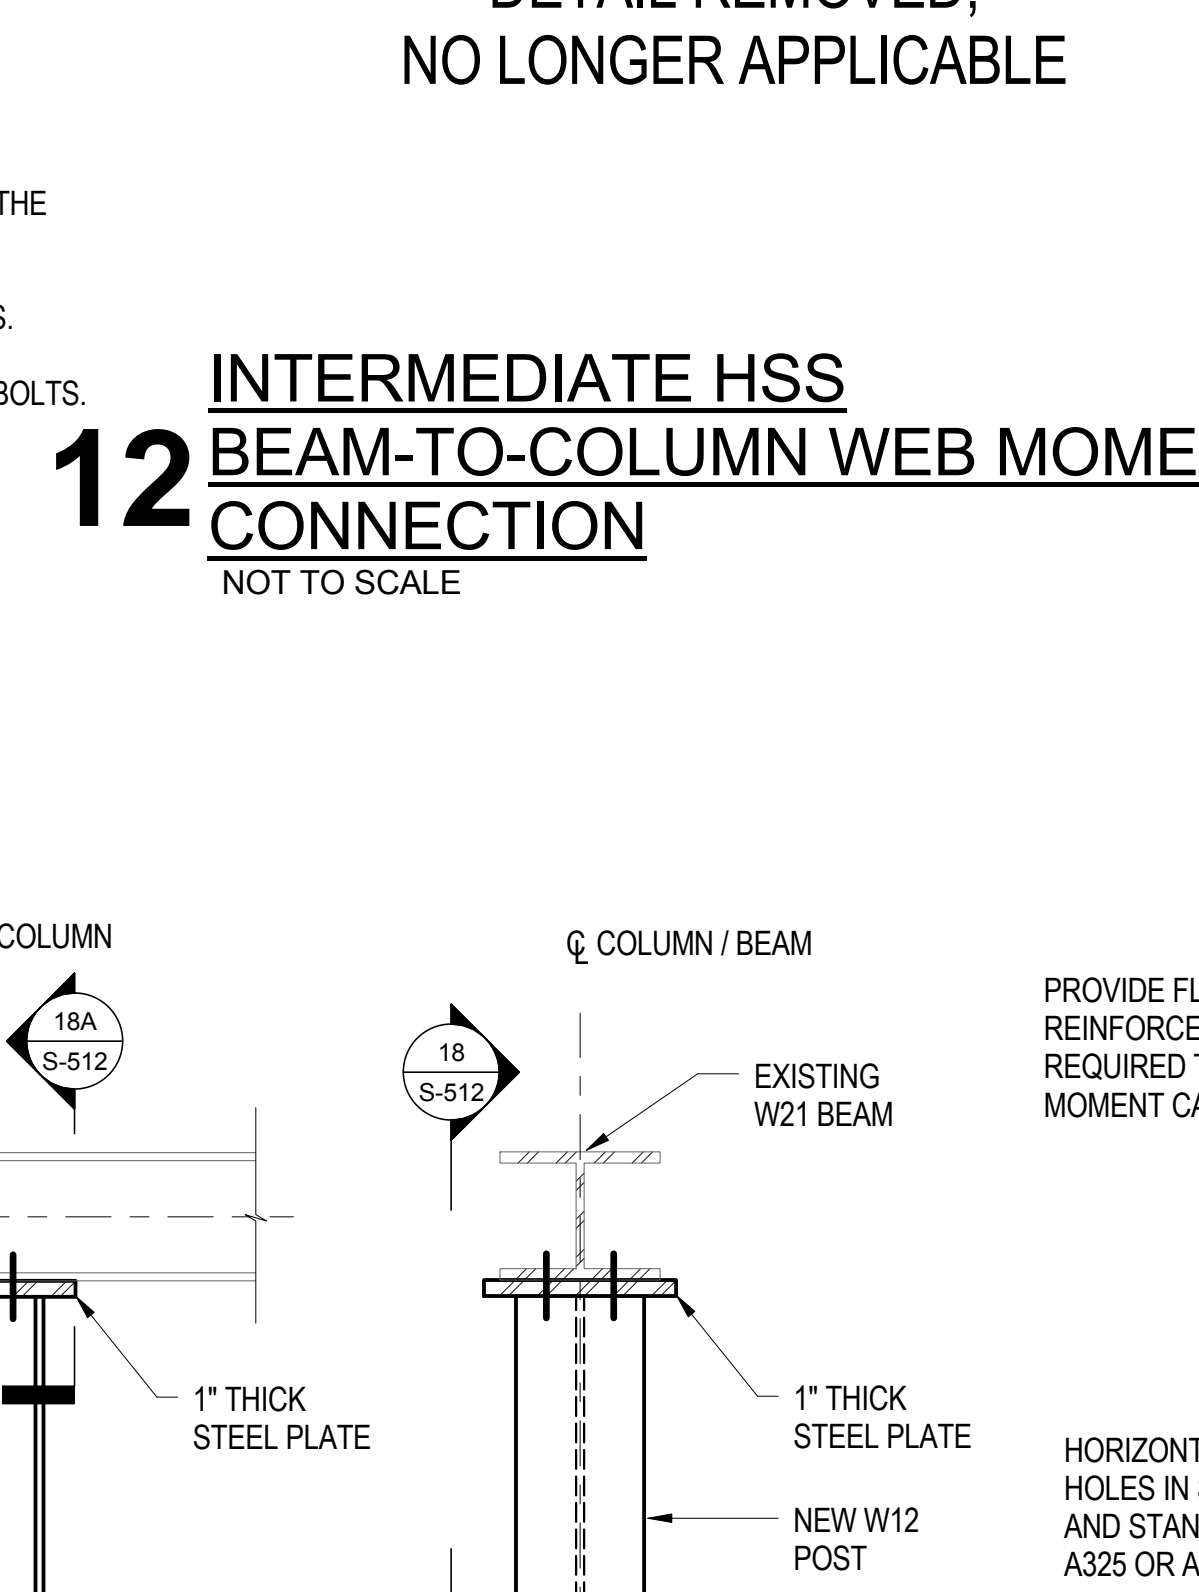 DETAIL REMOVED,
NO LONGER APPLICABLE
THE
S.
BOLTS.
12
INTERMEDIATE HSS
BEAM-TO-COLUMN WEB MOME
CONNECTION
NOT TO SCALE
COLUMN
18A
S-512
1" THICK
STEEL PLATE
℄ COLUMN / BEAM
18
S-512
EXISTING
W21 BEAM
1" THICK
STEEL PLATE
NEW W12
POST
PROVIDE FL
REINFORCE
REQUIRED T
MOMENT CA
HORIZONT
HOLES IN S
AND STAN
A325 OR A